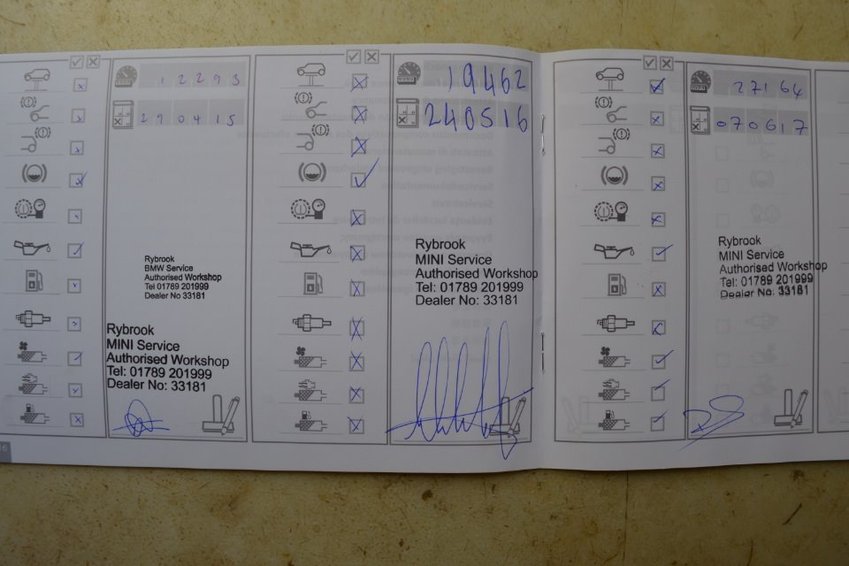 12293
290415
Rybrook
BMW Service
Authorised Workshop
Tel 01789 201999
Dealer No 33181
Rybrook
MINI Service
Authorised Workshop
Tel: 01789 201999
Dealer No: 33181
19462
240516
Rybrook
MINI Service
Authorised Workshop
Tel: 01789 201999
Dealer No: 33181
27164
070617
Rybrook
MINI Service
Authorised Workshop
Tel: 01789 201999
Dealer No: 33181